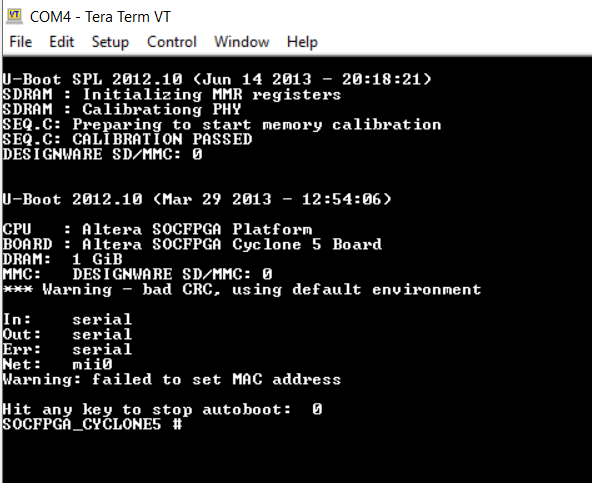 COM4 - Tera Term VT
File Edit Setup Control Window Help
U-Boot SPL 2012.10 (Jun 14 2013 - 20:18:21)
SDRAM : Initializing MMR registers
SDRAM : Calibrationg PHY
SEQ.C: Preparing to start memory calibration
SEQ.C: CALIBRATION PASSED
DESIGNWARE SD/MMC: 0
U-Boot 2012.10 (Mar 29 2013 - 12:54:06)
CPU   : Altera SOCFPGA Platform
BOARD : Altera SOCFPGA Cyclone 5 Board
DRAM:  1 GiB
MMC:   DESIGNWARE SD/MMC: 0
*** Warning - bad CRC, using default environment
In:    serial
Out:   serial
Err:   serial
Net:   mii0
Warning: failed to set MAC address
Hit any key to stop autoboot:  0
SOCFPGA_CYCLONE5 #